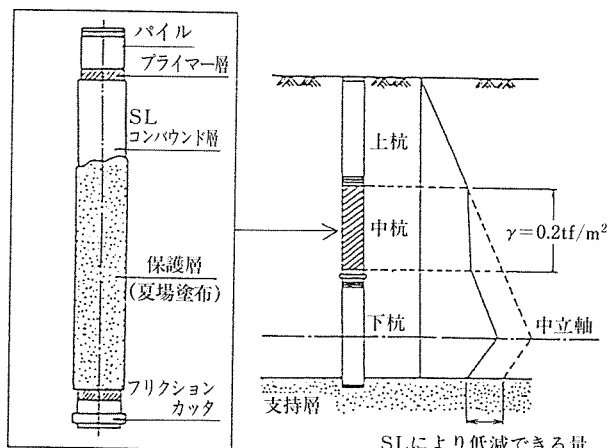 パイル
プライマー層
SL
コンパウンド層
保護層
(夏場塗布)
フリクション
カッタ
上杭
中杭
下杭
γ=0.2tf/m²
中立軸
支持層
SLにより低減できる量